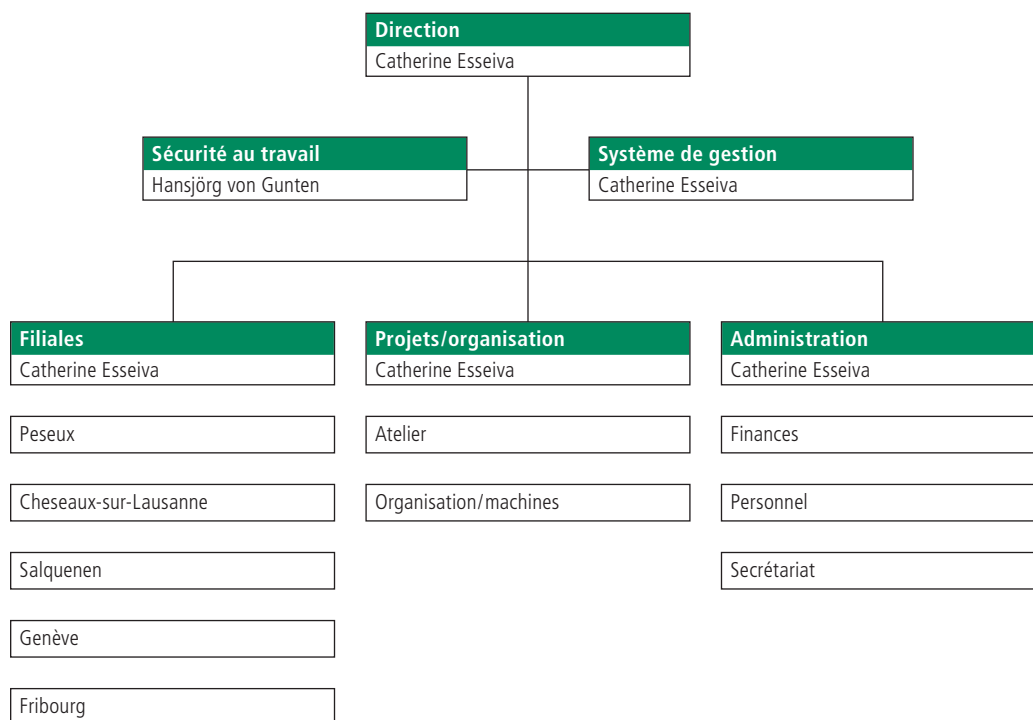 Direction
Catherine Esseiva
Sécurité au travail
Hansjörg von Gunten
Système de gestion
Catherine Esseiva
Filiales
Catherine Esseiva
Peseux
Cheseaux-sur-Lausanne
Salquenen
Genève
Fribourg
Projets/organisation
Catherine Esseiva
Atelier
Organisation/machines
Administration
Catherine Esseiva
Finances
Personnel
Secrétariat